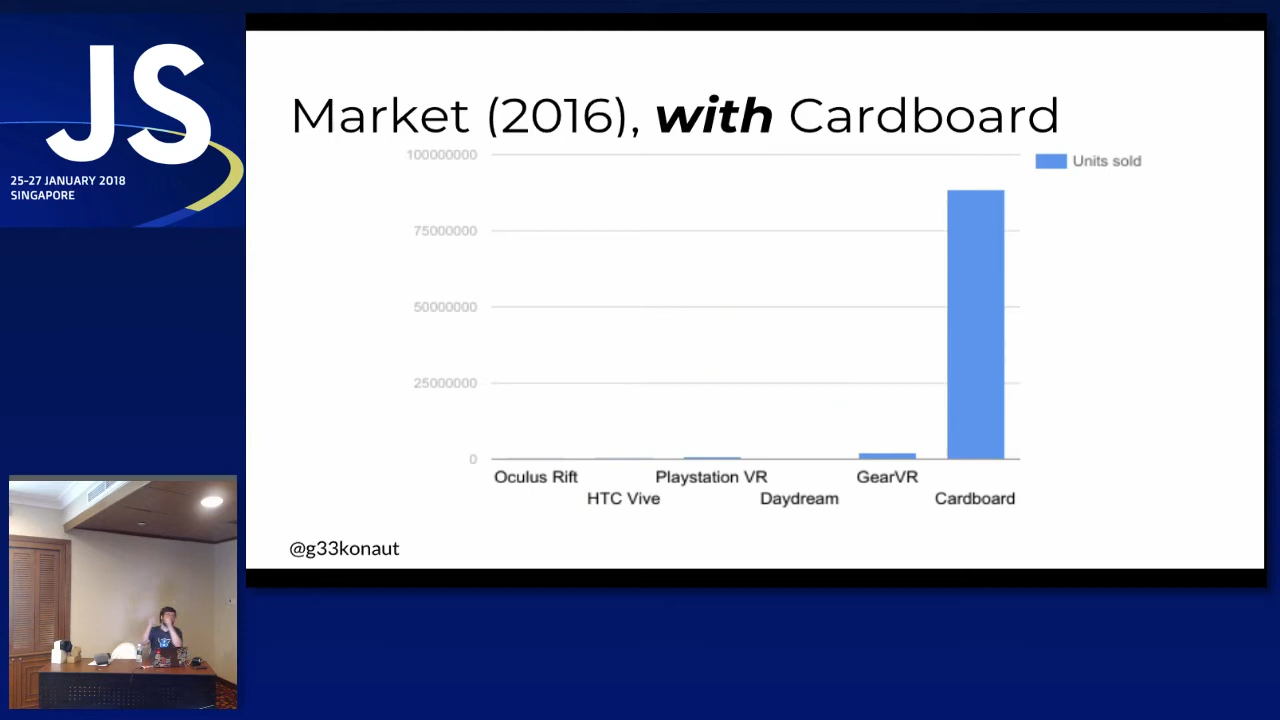 JS
25-27 JANUARY 2018
SINGAPORE
Market (2016), with Cardboard
100000000
75000000
50000000
25000000
0
Units sold
Oculus Rift
HTC Vive
Playstation VR
Daydream
GearVR
Cardboard
@g33konaut